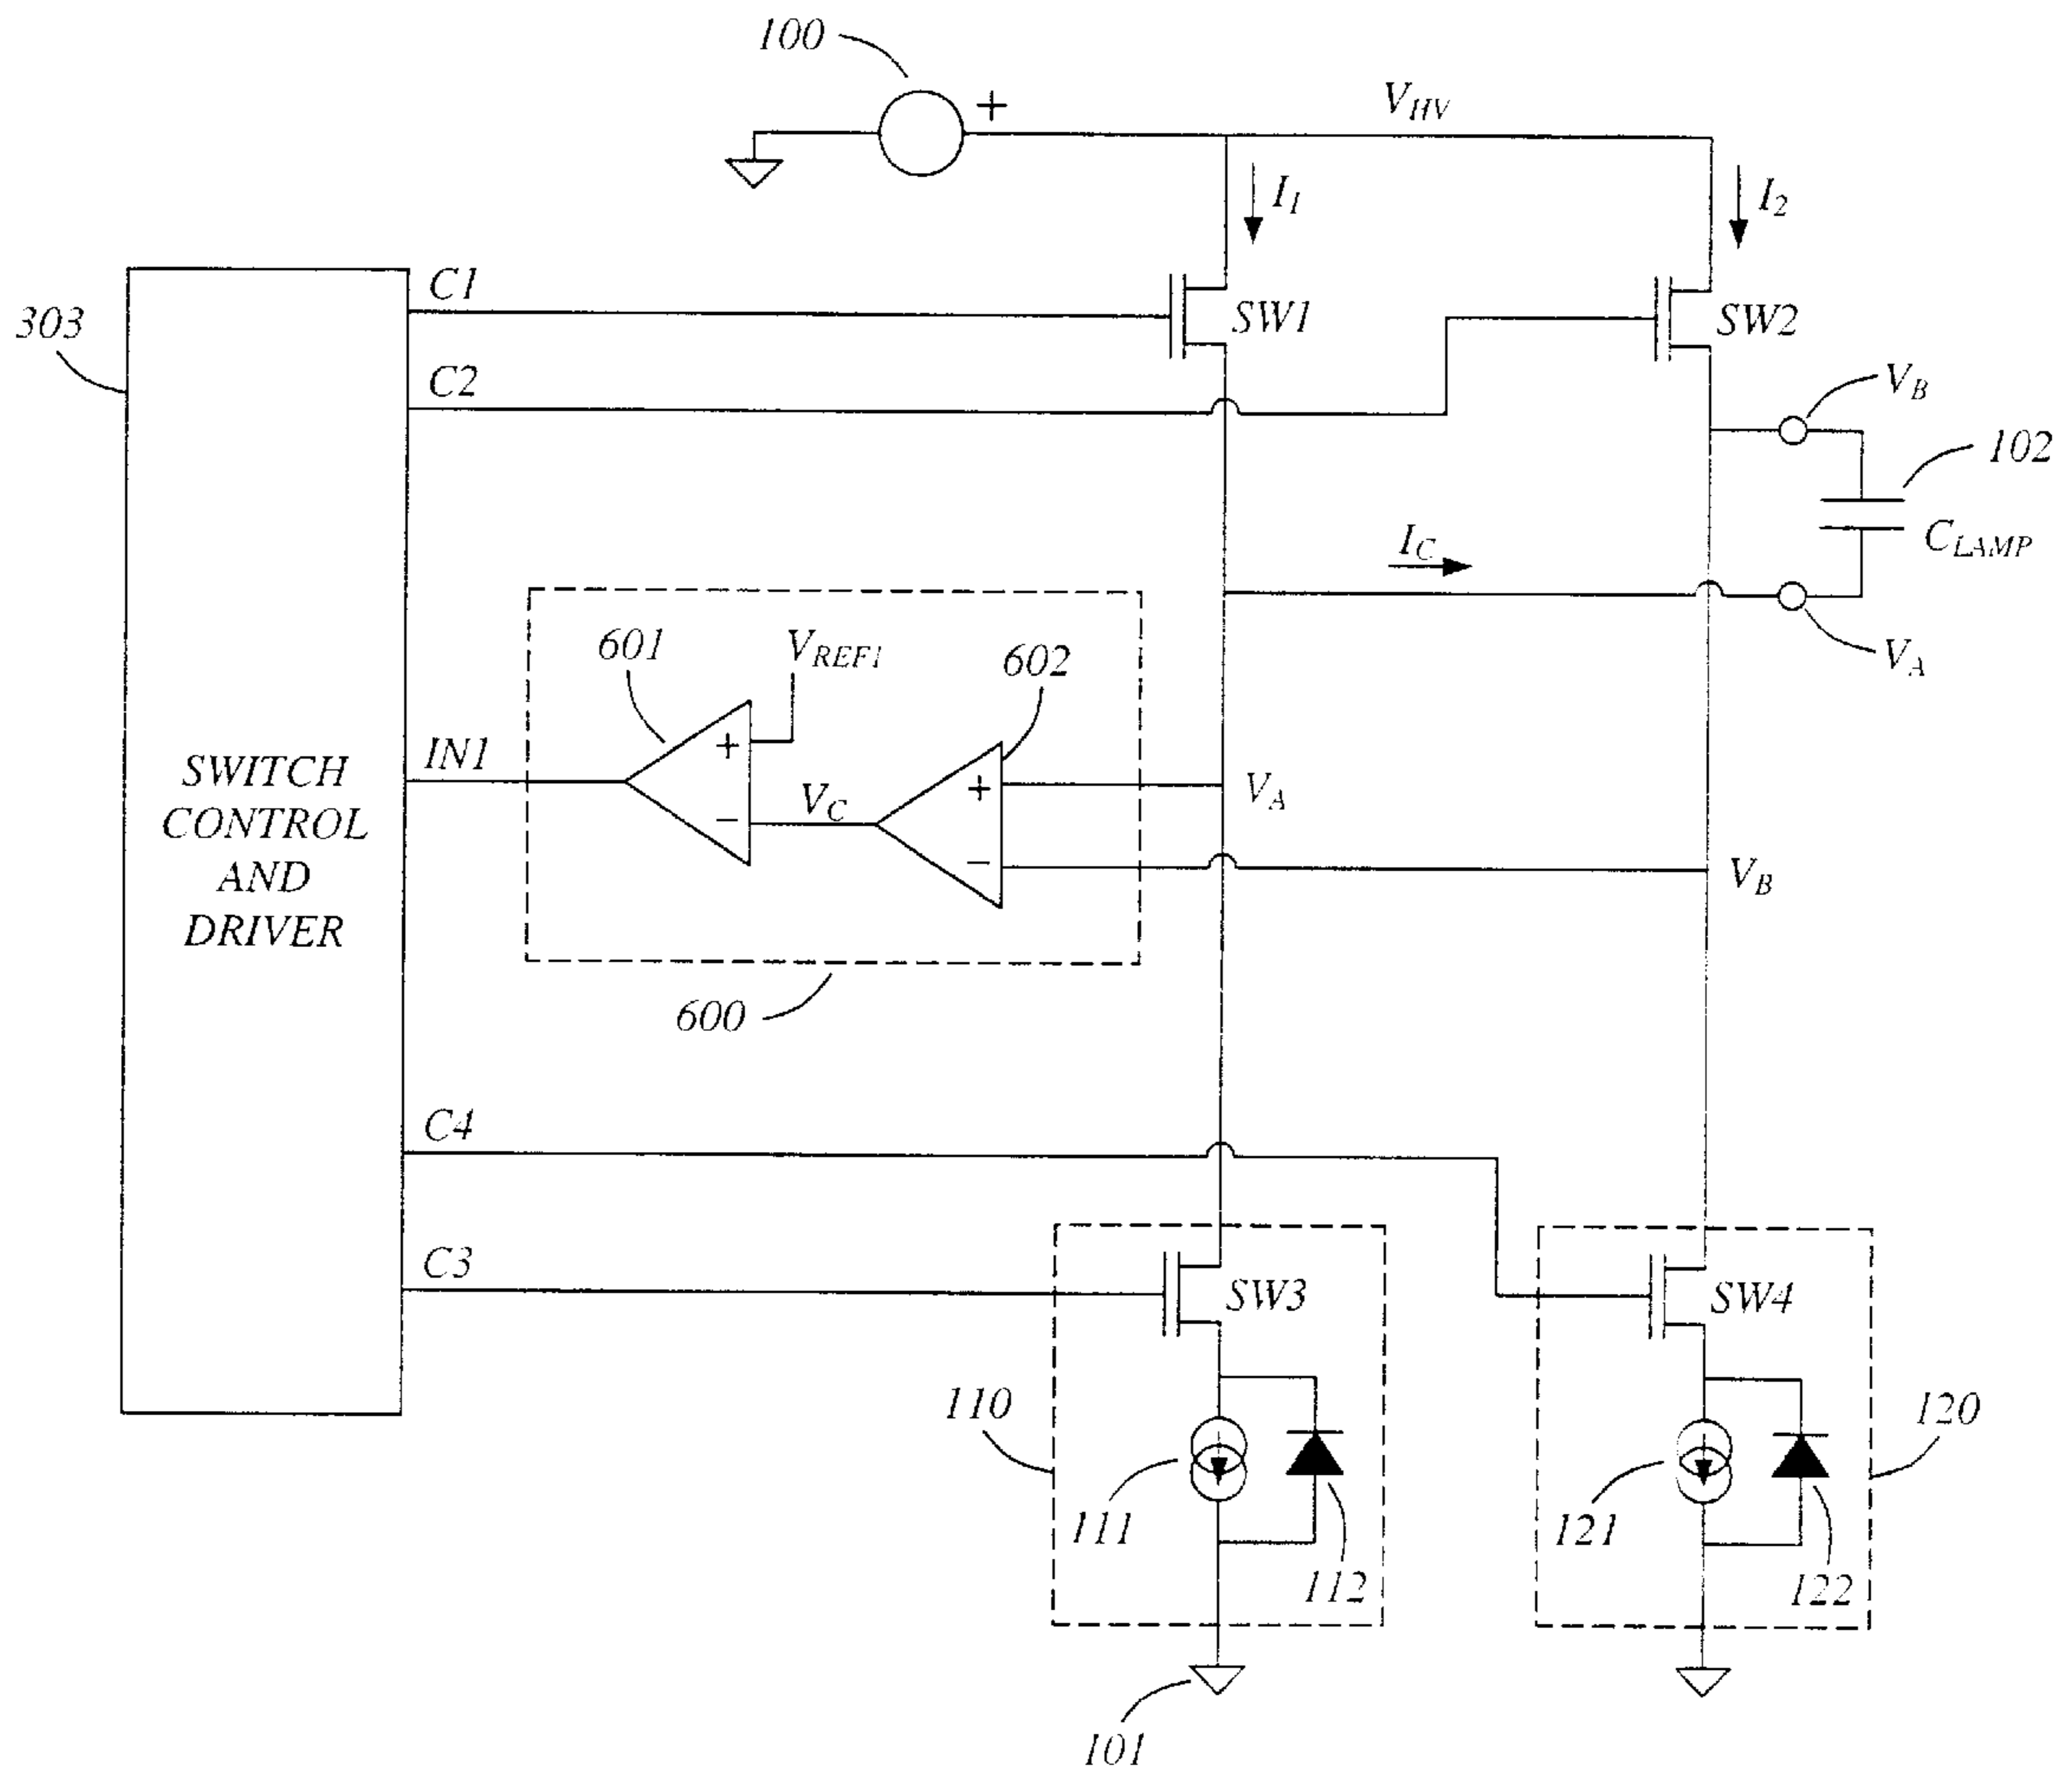 100
+
V_HV
I_1
I_2
C1
SW1
SW2
303
C2
V_B
102
C_LAMP
I_C
601
V_REF1
602
V_A
IN1
+
+
V_A
SWITCH
CONTROL
AND
DRIVER
V_C
−
−
V_B
600
C4
C3
SW3
SW4
110
120
111
121
112
122
101